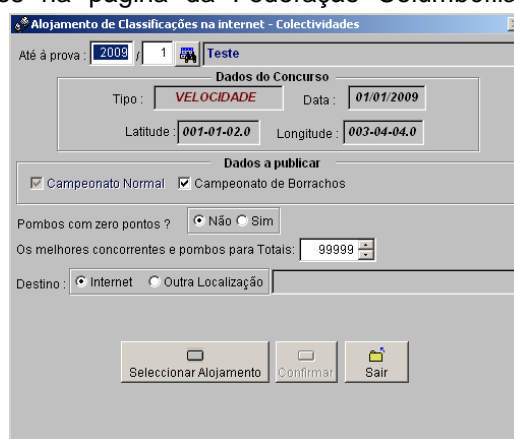 na página da Federação
Alojamento de Classificações na internet - Colectividades
Até à prova : 2009 / 1 Teste
Dados do Concurso
Tipo : VELOCIDADE Data : 01/01/2009
Latitude : 001-01-02.0 Longitude : 003-04-04.0
Dados a publicar
Campeonato Normal Campeonato de Borrachos
Pombos com zero pontos ? Não Sim
Os melhores concorrentes e pombos para Totais: 99999
Destino : Internet Outra Localização
Seleccionar Alojamento Confirmar Sair